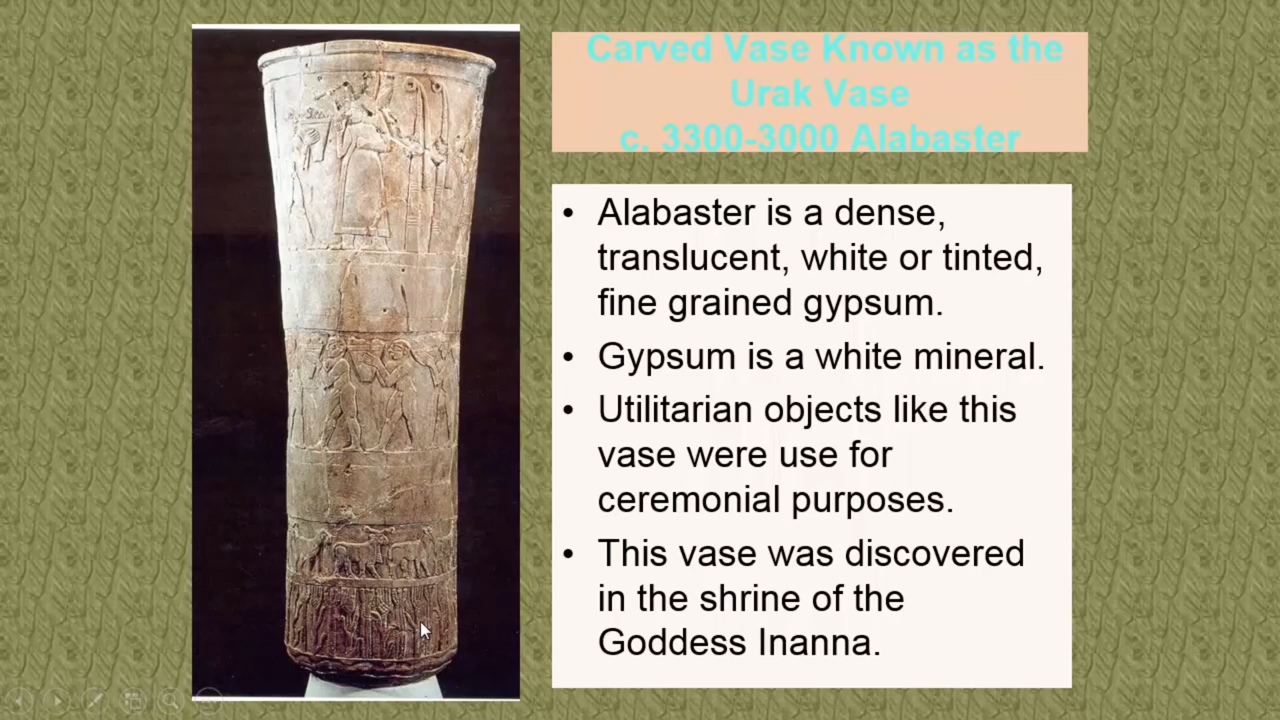 Carved Vase Known as the
Urak Vase
c. 3300-3000 Alabaster
• Alabaster is a dense,
translucent, white or tinted,
fine grained gypsum.
• Gypsum is a white mineral.
• Utilitarian objects like this
vase were use for
ceremonial purposes.
• This vase was discovered
in the shrine of the
Goddess Inanna.